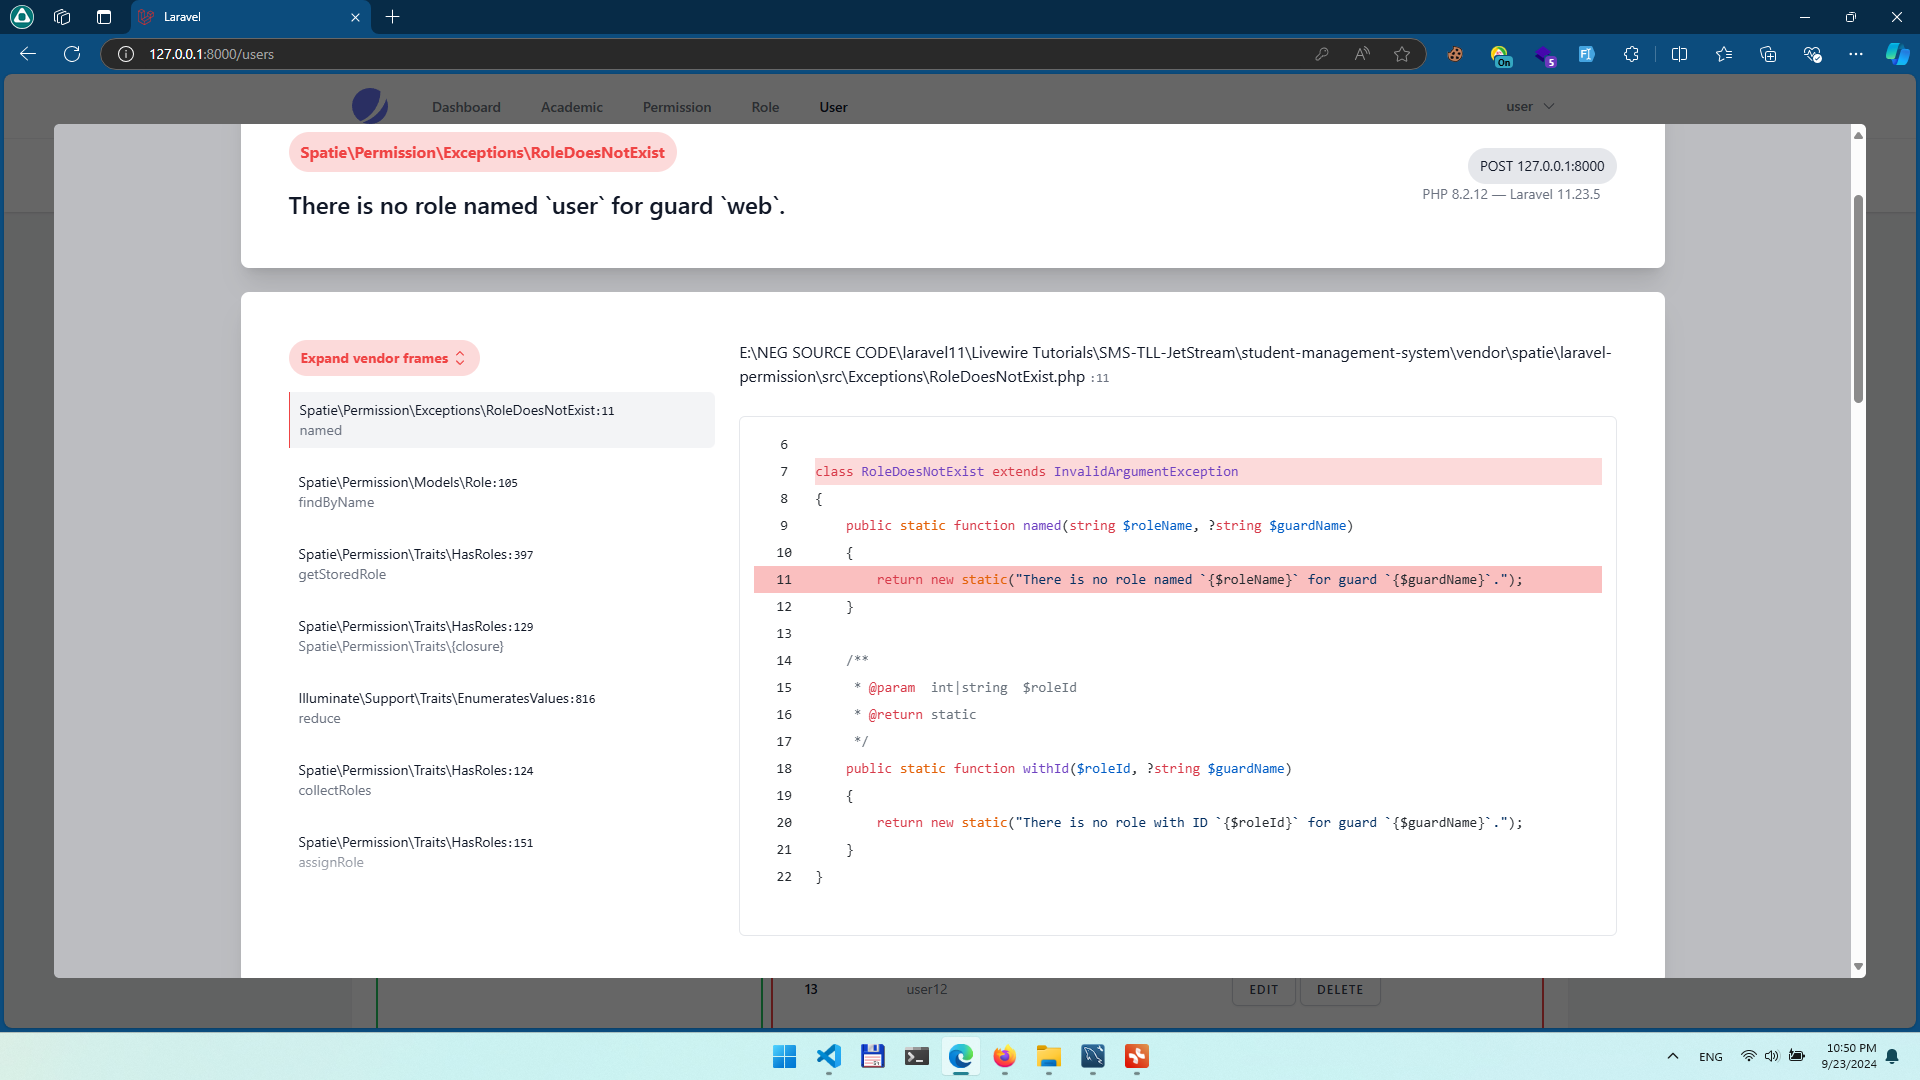 Laravel
127.0.0.1:8000/users
On
5
Dashboard
Academic
Permission
Role
User
user
Spatie\Permission\Exceptions\RoleDoesNotExist
There is no role named `user` for guard `web`.
POST 127.0.0.1:8000
PHP 8.2.12 — Laravel 11.23.5
Expand vendor frames
Spatie\Permission\Exceptions\RoleDoesNotExist:11
named
Spatie\Permission\Models\Role:105
findByName
Spatie\Permission\Traits\HasRoles:397
getStoredRole
Spatie\Permission\Traits\HasRoles:129
Spatie\Permission\Traits\{closure}
Illuminate\Support\Traits\EnumeratesValues:816
reduce
Spatie\Permission\Traits\HasRoles:124
collectRoles
Spatie\Permission\Traits\HasRoles:151
assignRole
E:\NEG SOURCE CODE\laravel11\Livewire Tutorials\SMS-TLL-JetStream\student-management-system\vendor\spatie\laravel-
permission\src\Exceptions\RoleDoesNotExist.php :11
6
7 class RoleDoesNotExist extends InvalidArgumentException
8 {
9     public static function named(string $roleName, ?string $guardName)
10     {
11         return new static("There is no role named `{$roleName}` for guard `{$guardName}`.");
12     }
13
14     /**
15      * @param  int|string  $roleId
16      * @return static
17      */
18     public static function withId($roleId, ?string $guardName)
19     {
20         return new static("There is no role with ID `{$roleId}` for guard `{$guardName}`.");
21     }
22 }
13 user12 EDIT DELETE
ENG
10:50 PM
9/23/2024